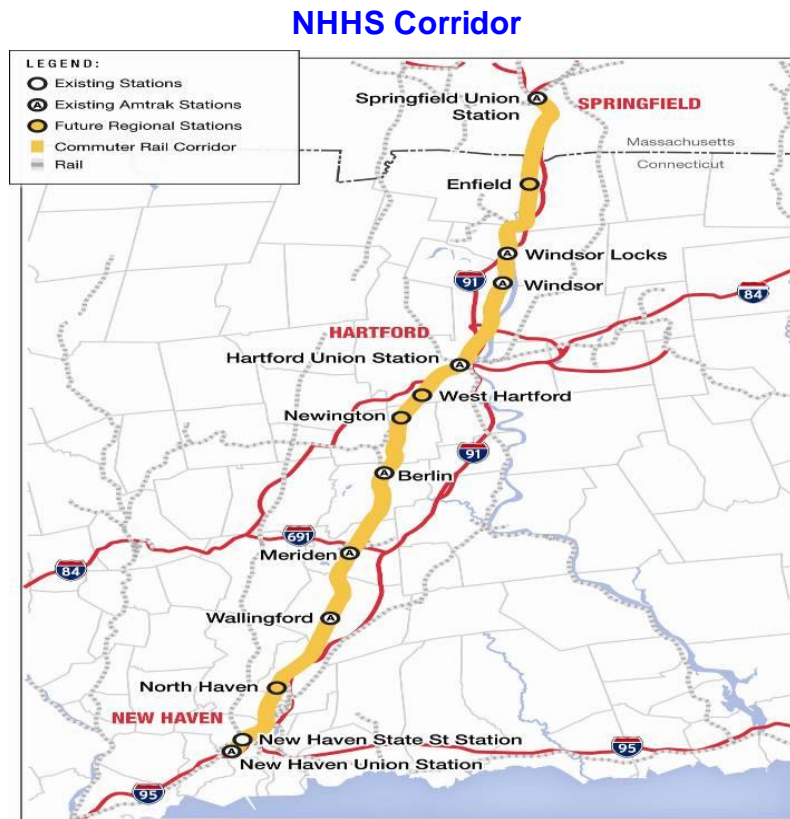 NHHS Corridor
LEGEND:
Existing Stations
A Existing Amtrak Stations
Future Regional Stations
Commuter Rail Corridor
Rail
Springfield Union
Station
A
SPRINGFIELD
Massachusetts
Connecticut
Enfield
A
Windsor Locks
91
A
Windsor
84
HARTFORD
Hartford Union Station
A
West Hartford
Newington
91
A
Berlin
691
Meriden
A
84
Wallingford
A
North Haven
NEW HAVEN
New Haven State St Station
A
New Haven Union Station
95
95